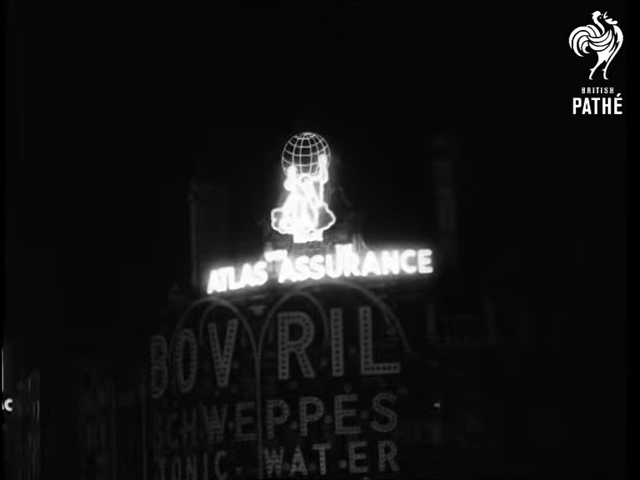 BRITISH
PATHÉ
ATLAS ASSURANCE
BOVRIL
SCHWEPPES
TONIC·WATER